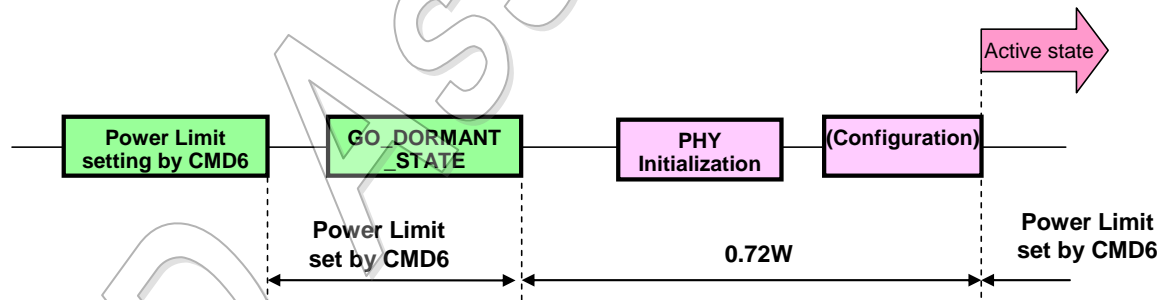 Active state
Power Limit
setting by CMD6
GO_DORMANT
_STATE
PHY
Initialization
(Configuration)
Power Limit
set by CMD6
0.72W
Power Limit
set by CMD6